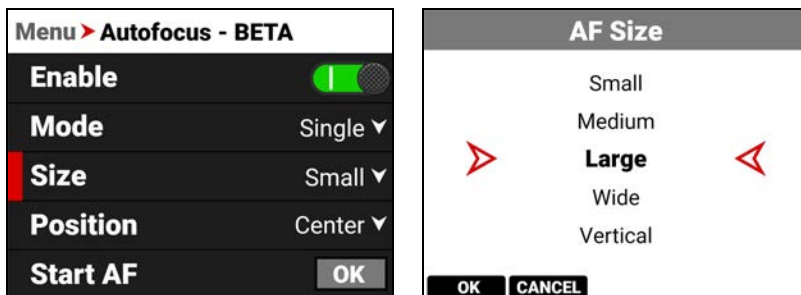 Menu > Autofocus - BETA
Enable
Mode Single
Size Small
Position Center
Start AF OK
AF Size
Small
Medium
Large
Wide
Vertical
OK CANCEL